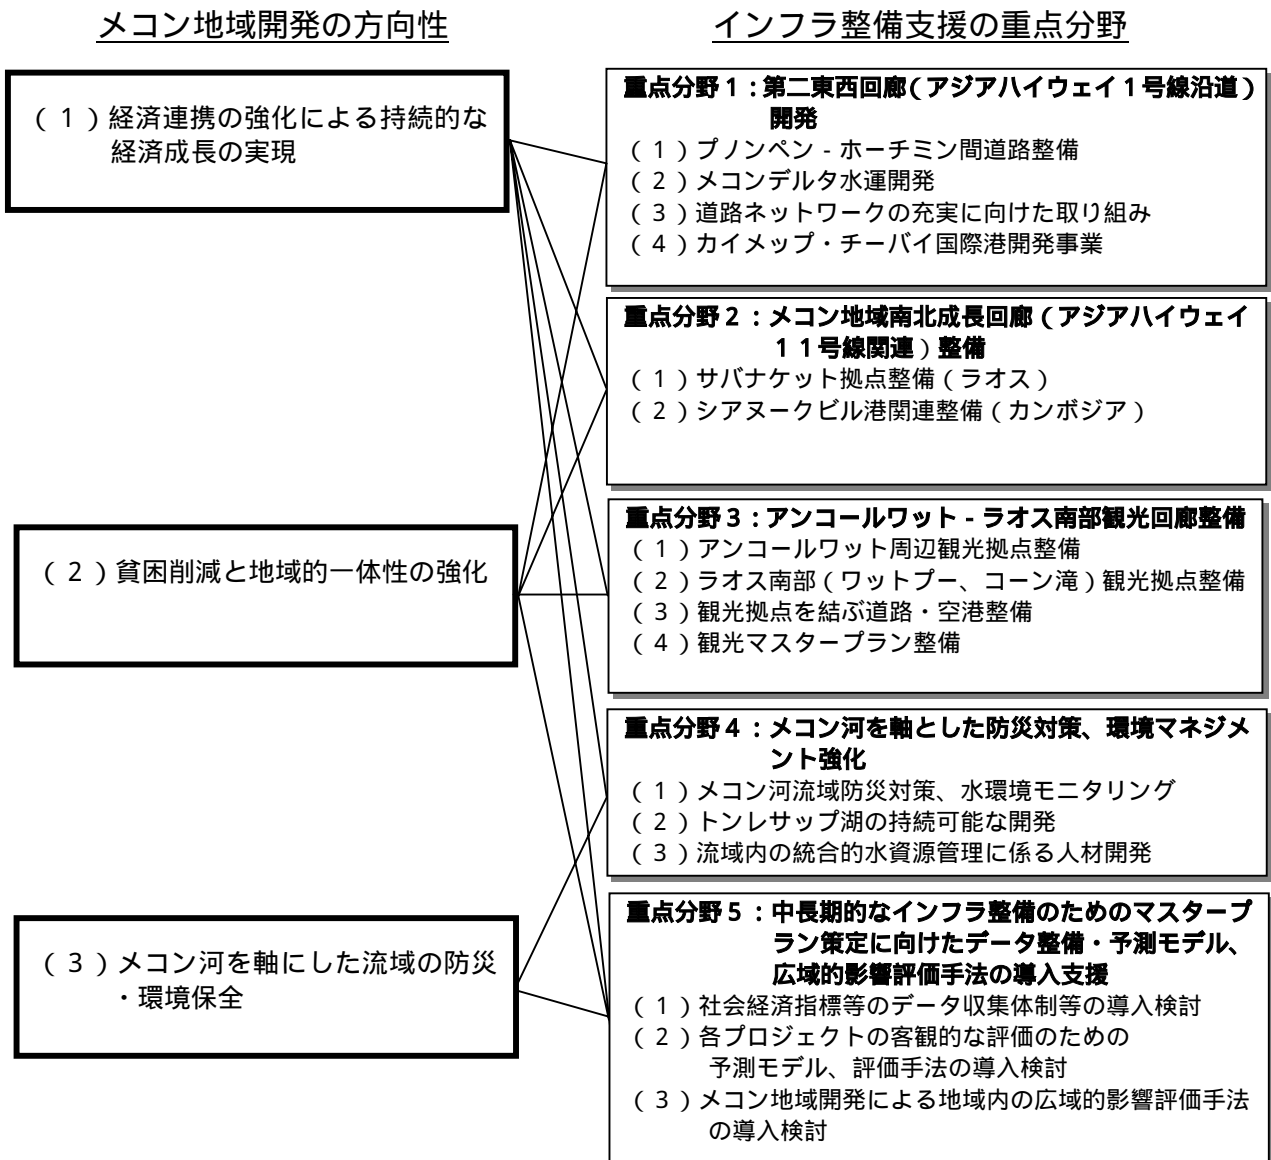 メコン地域開発の方向性
(1)経済連携の強化による持続的な
経済成長の実現
(2)貧困削減と地域的一体性の強化
(3)メコン河を軸にした流域の防災
・環境保全
インフラ整備支援の重点分野
重点分野1:第二東西回廊(アジアハイウェイ1号線沿道)
開発
(1)プノンペン-ホーチミン間道路整備
(2)メコンデルタ水運開発
(3)道路ネットワークの充実に向けた取り組み
(4)カイメップ・チーバイ国際港開発事業
重点分野2:メコン地域南北成長回廊(アジアハイウェイ
11号線関連)整備
(1)サバナケット拠点整備(ラオス)
(2)シアヌークビル港関連整備(カンボジア)
重点分野3:アンコールワット-ラオス南部観光回廊整備
(1)アンコールワット周辺観光拠点整備
(2)ラオス南部(ワットプー、コーン滝)観光拠点整備
(3)観光拠点を結ぶ道路・空港整備
(4)観光マスタープラン整備
重点分野4:メコン河を軸とした防災対策、環境マネジメ
ント強化
(1)メコン河流域防災対策、水環境モニタリング
(2)トンレサップ湖の持続可能な開発
(3)流域内の統合的水資源管理に係る人材開発
重点分野5:中長期的なインフラ整備のためのマスタープ
ラン策定に向けたデータ整備・予測モデル、
広域的影響評価手法の導入支援
(1)社会経済指標等のデータ収集体制等の導入検討
(2)各プロジェクトの客観的な評価のための
予測モデル、評価手法の導入検討
(3)メコン地域開発による地域内の広域的影響評価手法
の導入検討